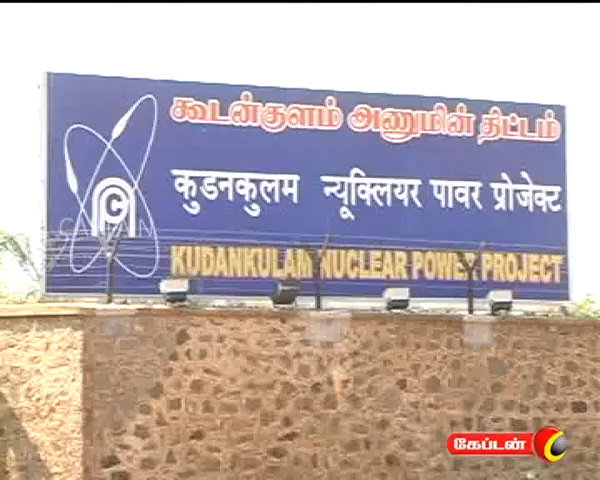 கூடன்குளம் அணுமின் திட்டம்
कुडनकुलम न्यूक्लियर पावर प्रोजेक्ट
KUDANKULAM NUCLEAR POWER PROJECT
கேப்டன்